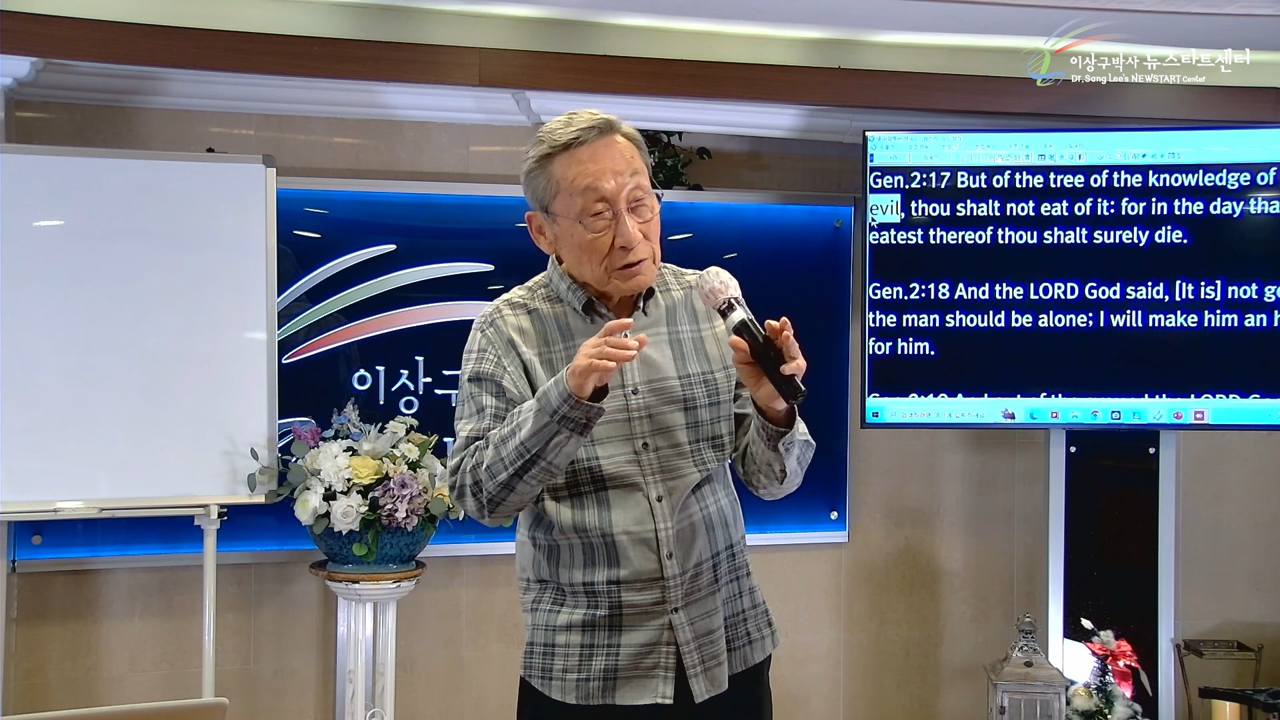 이상구박사 뉴스타트센터
Dr. Sang Lee's NEWSTART Center
Gen.2:17 But of the tree of the knowledge of
evil, thou shalt not eat of it: for in the day tha
eatest thereof thou shalt surely die.
Gen.2:18 And the LORD God said, [It is] not go
the man should be alone; I will make him an h
for him.
이상구